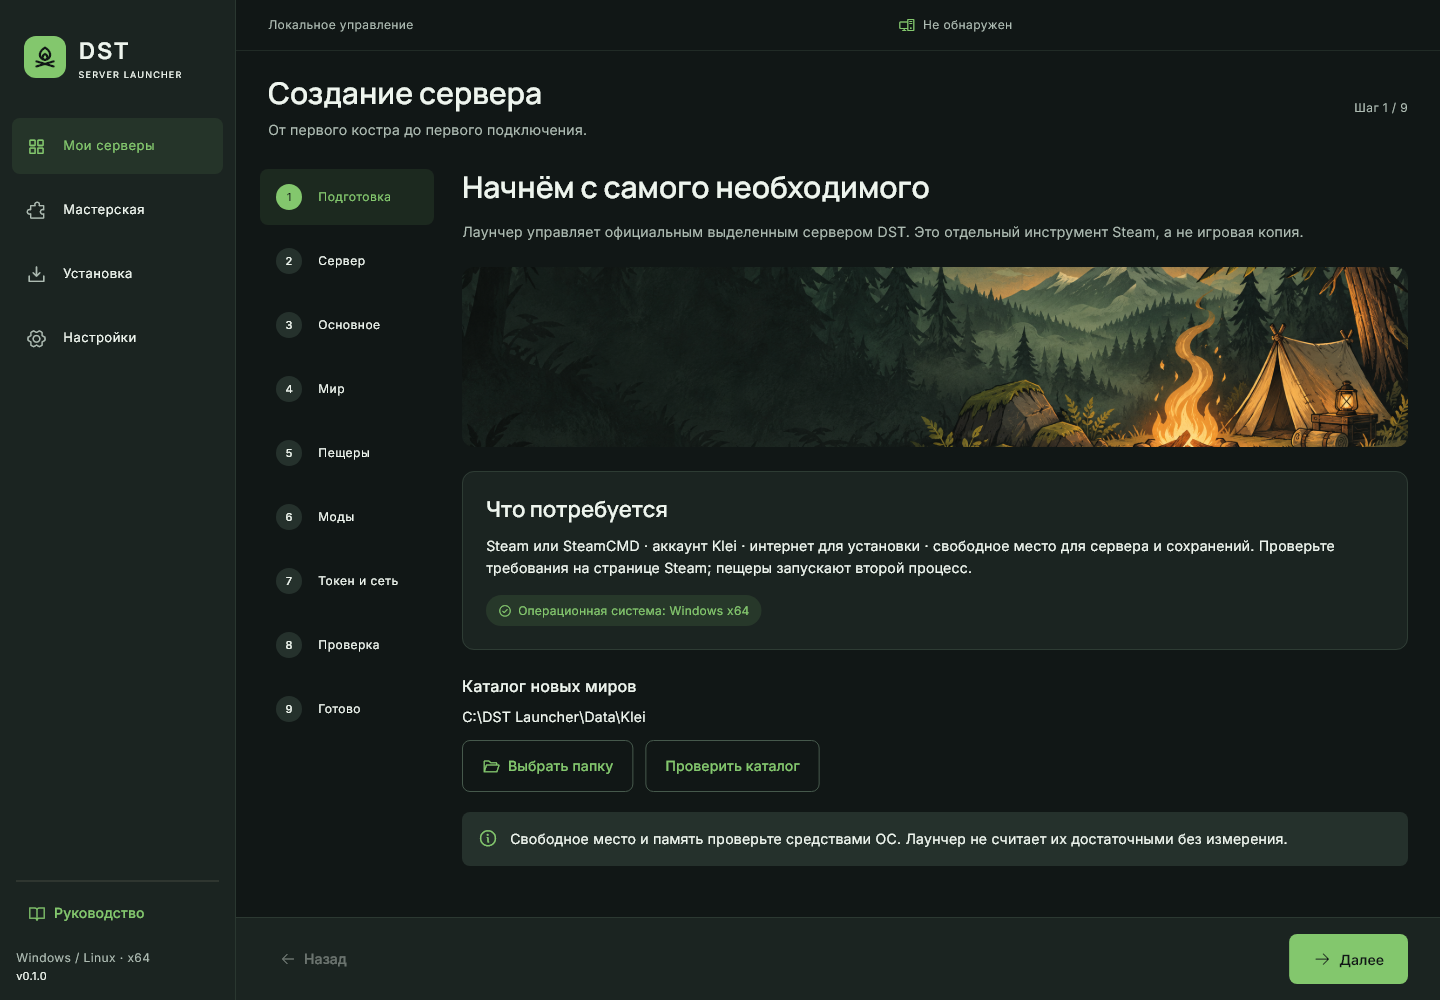 DST
SERVER LAUNCHER
Мои серверы
Мастерская
Установка
Настройки
Руководство
Windows / Linux · x64
v0.1.0
Локальное управление
Не обнаружен
Создание сервера
От первого костра до первого подключения.
Шаг 1 / 9
1 Подготовка
2 Сервер
3 Основное
4 Мир
5 Пещеры
6 Моды
7 Токен и сеть
8 Проверка
9 Готово
Начнём с самого необходимого
Лаунчер управляет официальным выделенным сервером DST. Это отдельный инструмент Steam, а не игровая копия.
Что потребуется
Steam или SteamCMD · аккаунт Klei · интернет для установки · свободное место для сервера и сохранений. Проверьте
требования на странице Steam; пещеры запускают второй процесс.
Операционная система: Windows x64
Каталог новых миров
C:\DST Launcher\Data\Klei
Выбрать папку
Проверить каталог
Свободное место и память проверьте средствами ОС. Лаунчер не считает их достаточными без измерения.
Назад
Далее